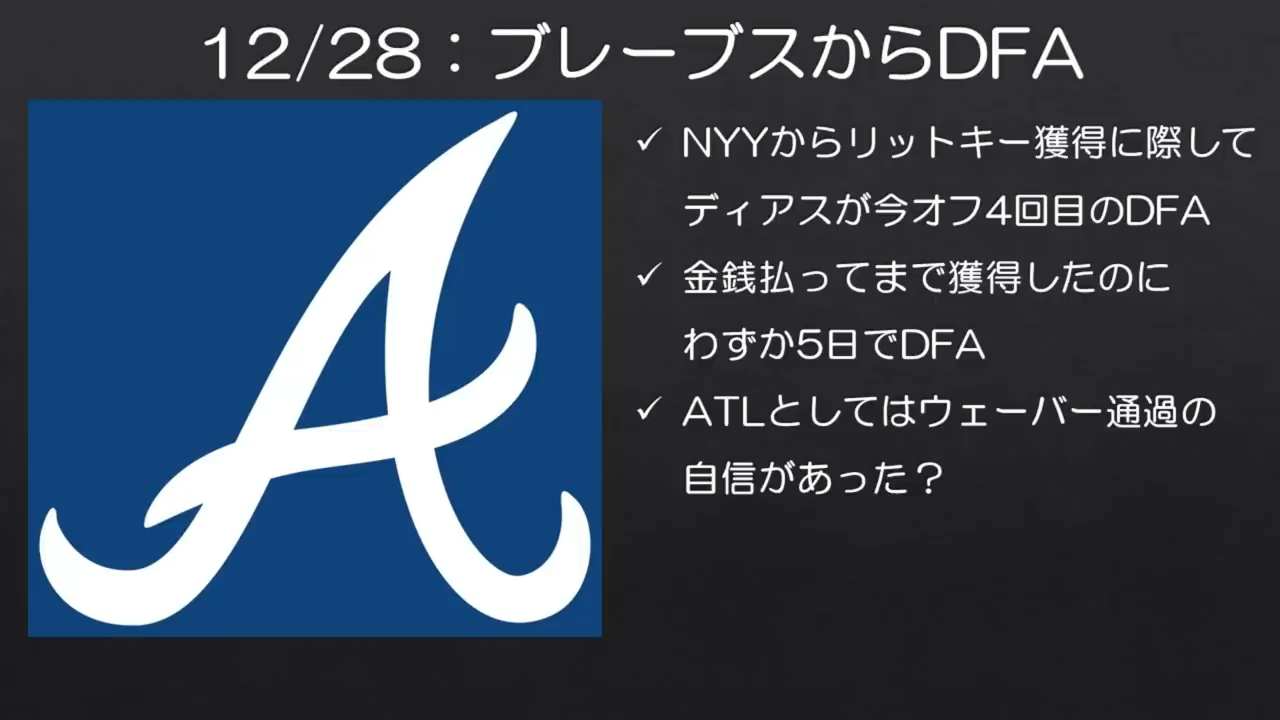 12/28：ブレーブスからDFA
✓ NYYからリットキー獲得に際して
ディアスが今オフ4回目のDFA
✓ 金銭払ってまで獲得したのに
わずか5日でDFA
✓ ATLとしてはウェーバー通過の
自信があった？
A